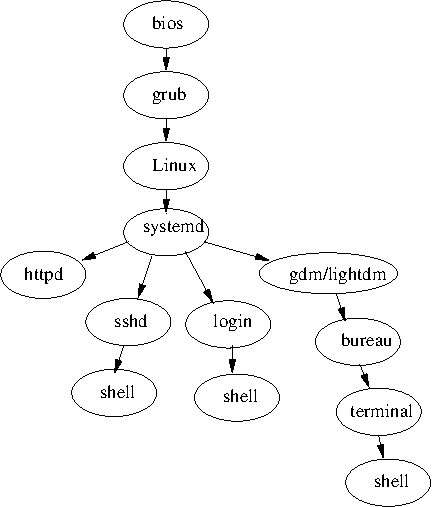 bios
grub
Linux
systemd
httpd
gdm/lightdm
sshd
login
bureau
shell
shell
terminal
shell